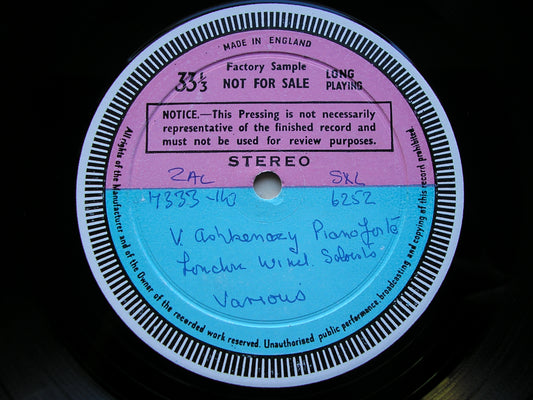 MADE IN ENGLAND
Factory Sample
33⅓ NOT FOR SALE LONG
PLAYING
NOTICE.—This Pressing is not necessarily
representative of the finished record and
must not be used for review purposes.
STEREO
ZAL SXL
6252
V. Ashkenazy Pianoforte
London Wind Soloists
Various
All rights of the Manufacturer and of the Owner of the recorded work reserved. Unauthorised public performance, broadcasting and copying of this record prohibited.